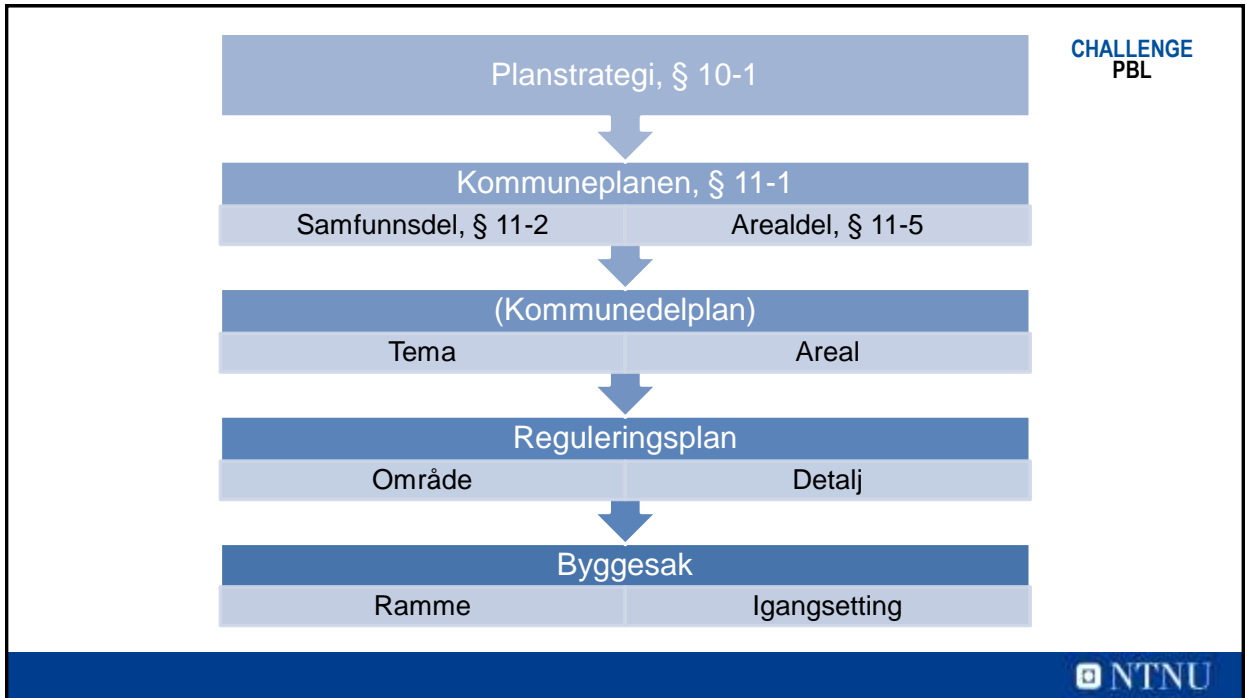 CHALLENGE
PBL
Planstrategi, § 10-1
Kommuneplanen, § 11-1
Samfunnsdel, § 11-2
Arealdel, § 11-5
(Kommunedelplan)
Tema
Areal
Reguleringsplan
Område
Detalj
Byggesak
Ramme
Igangsetting
NTNU